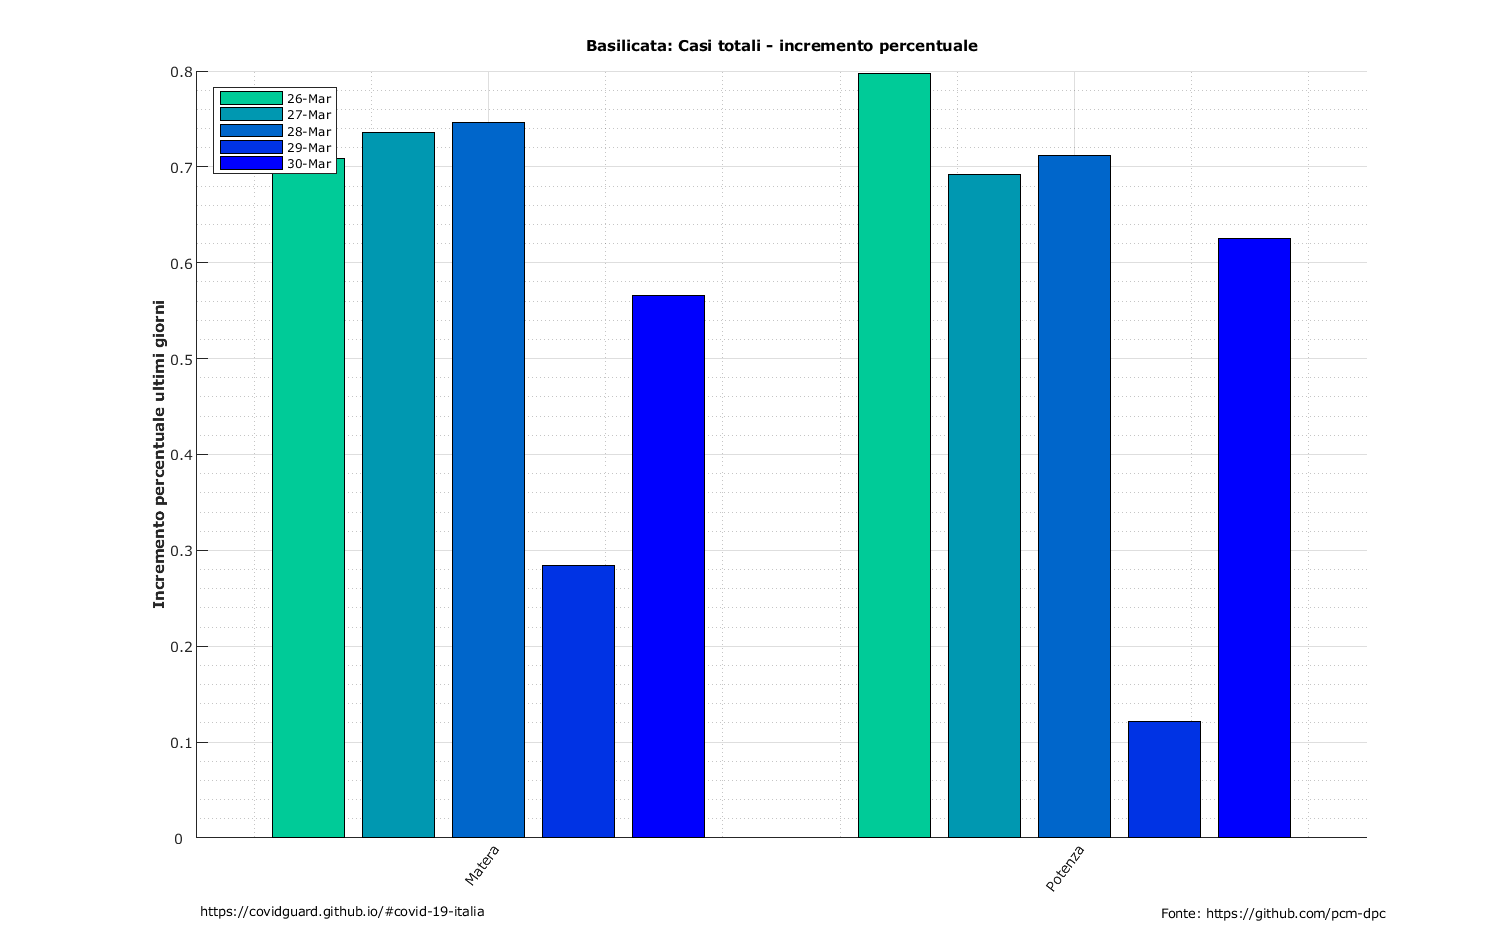 Basilicata: Casi totali - incremento percentuale
Incremento percentuale ultimi giorni
0.8
0.7
0.6
0.5
0.4
0.3
0.2
0.1
0
26-Mar
27-Mar
28-Mar
29-Mar
30-Mar
Matera
Potenza
https://covidguard.github.io/#covid-19-italia
Fonte: https://github.com/pcm-dpc